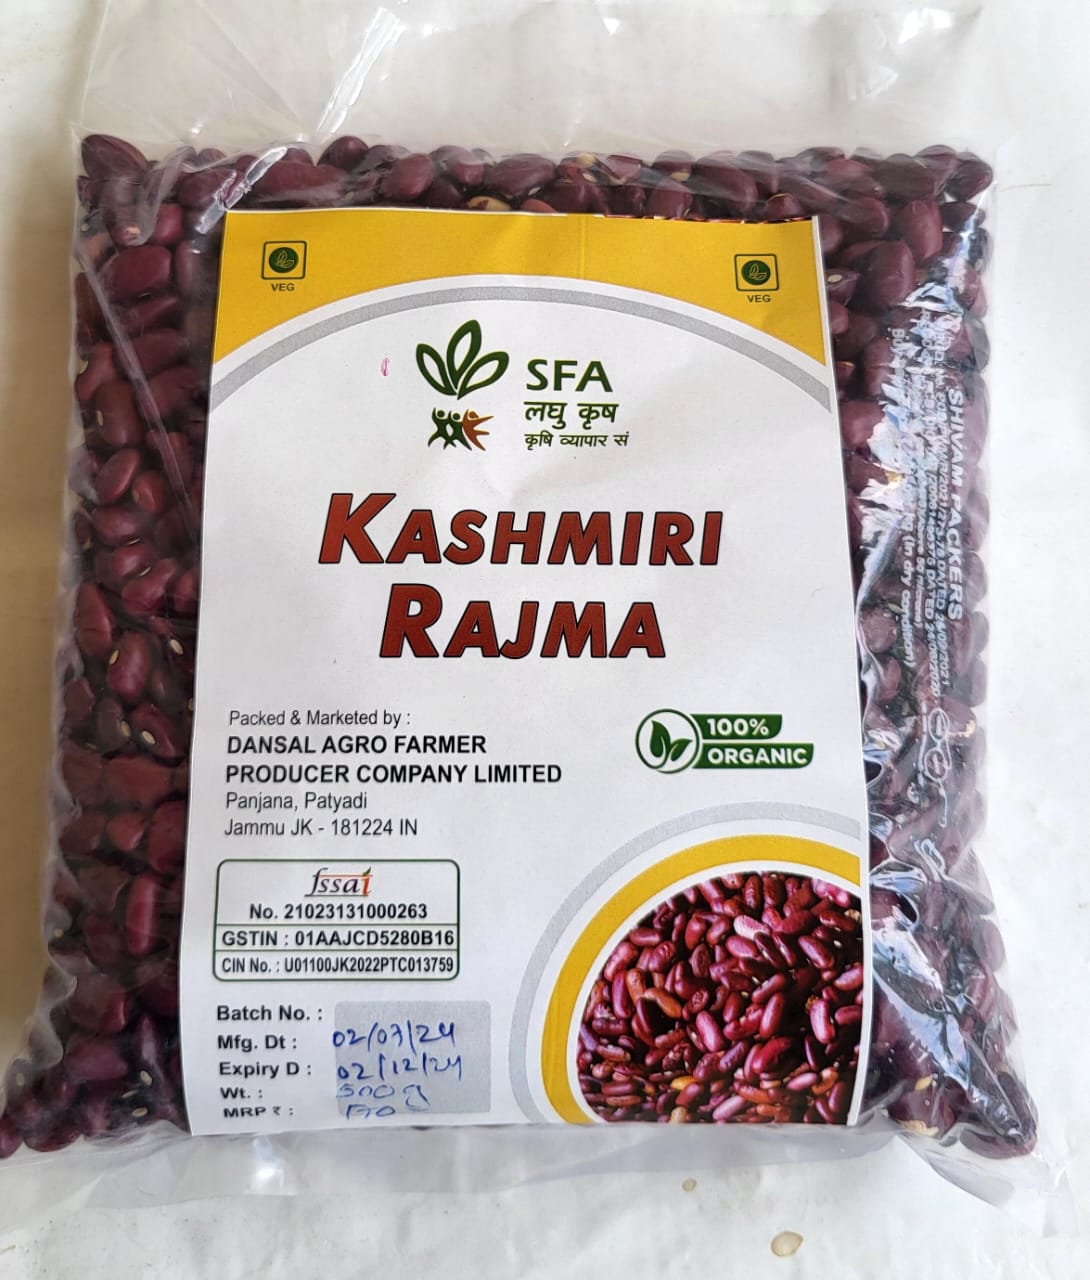 VEG
VEG
SFA
लघु कृष
कृषि व्यापार सं
KASHMIRI
RAJMA
Packed & Marketed by :
DANSAL AGRO FARMER
PRODUCER COMPANY LIMITED
Panjana, Patyadi
Jammu JK - 181224 IN
100%
ORGANIC
fssai
No. 21023131000263
GSTIN : 01AAJCD5280B16
CIN No. : U01100JK2022PTC013759
Batch No. :
Mfg. Dt : 02/07/24
Expiry D : 02/12/24
Wt. : 500 g
MRP ₹ : 170
SHIVAM PACKERS